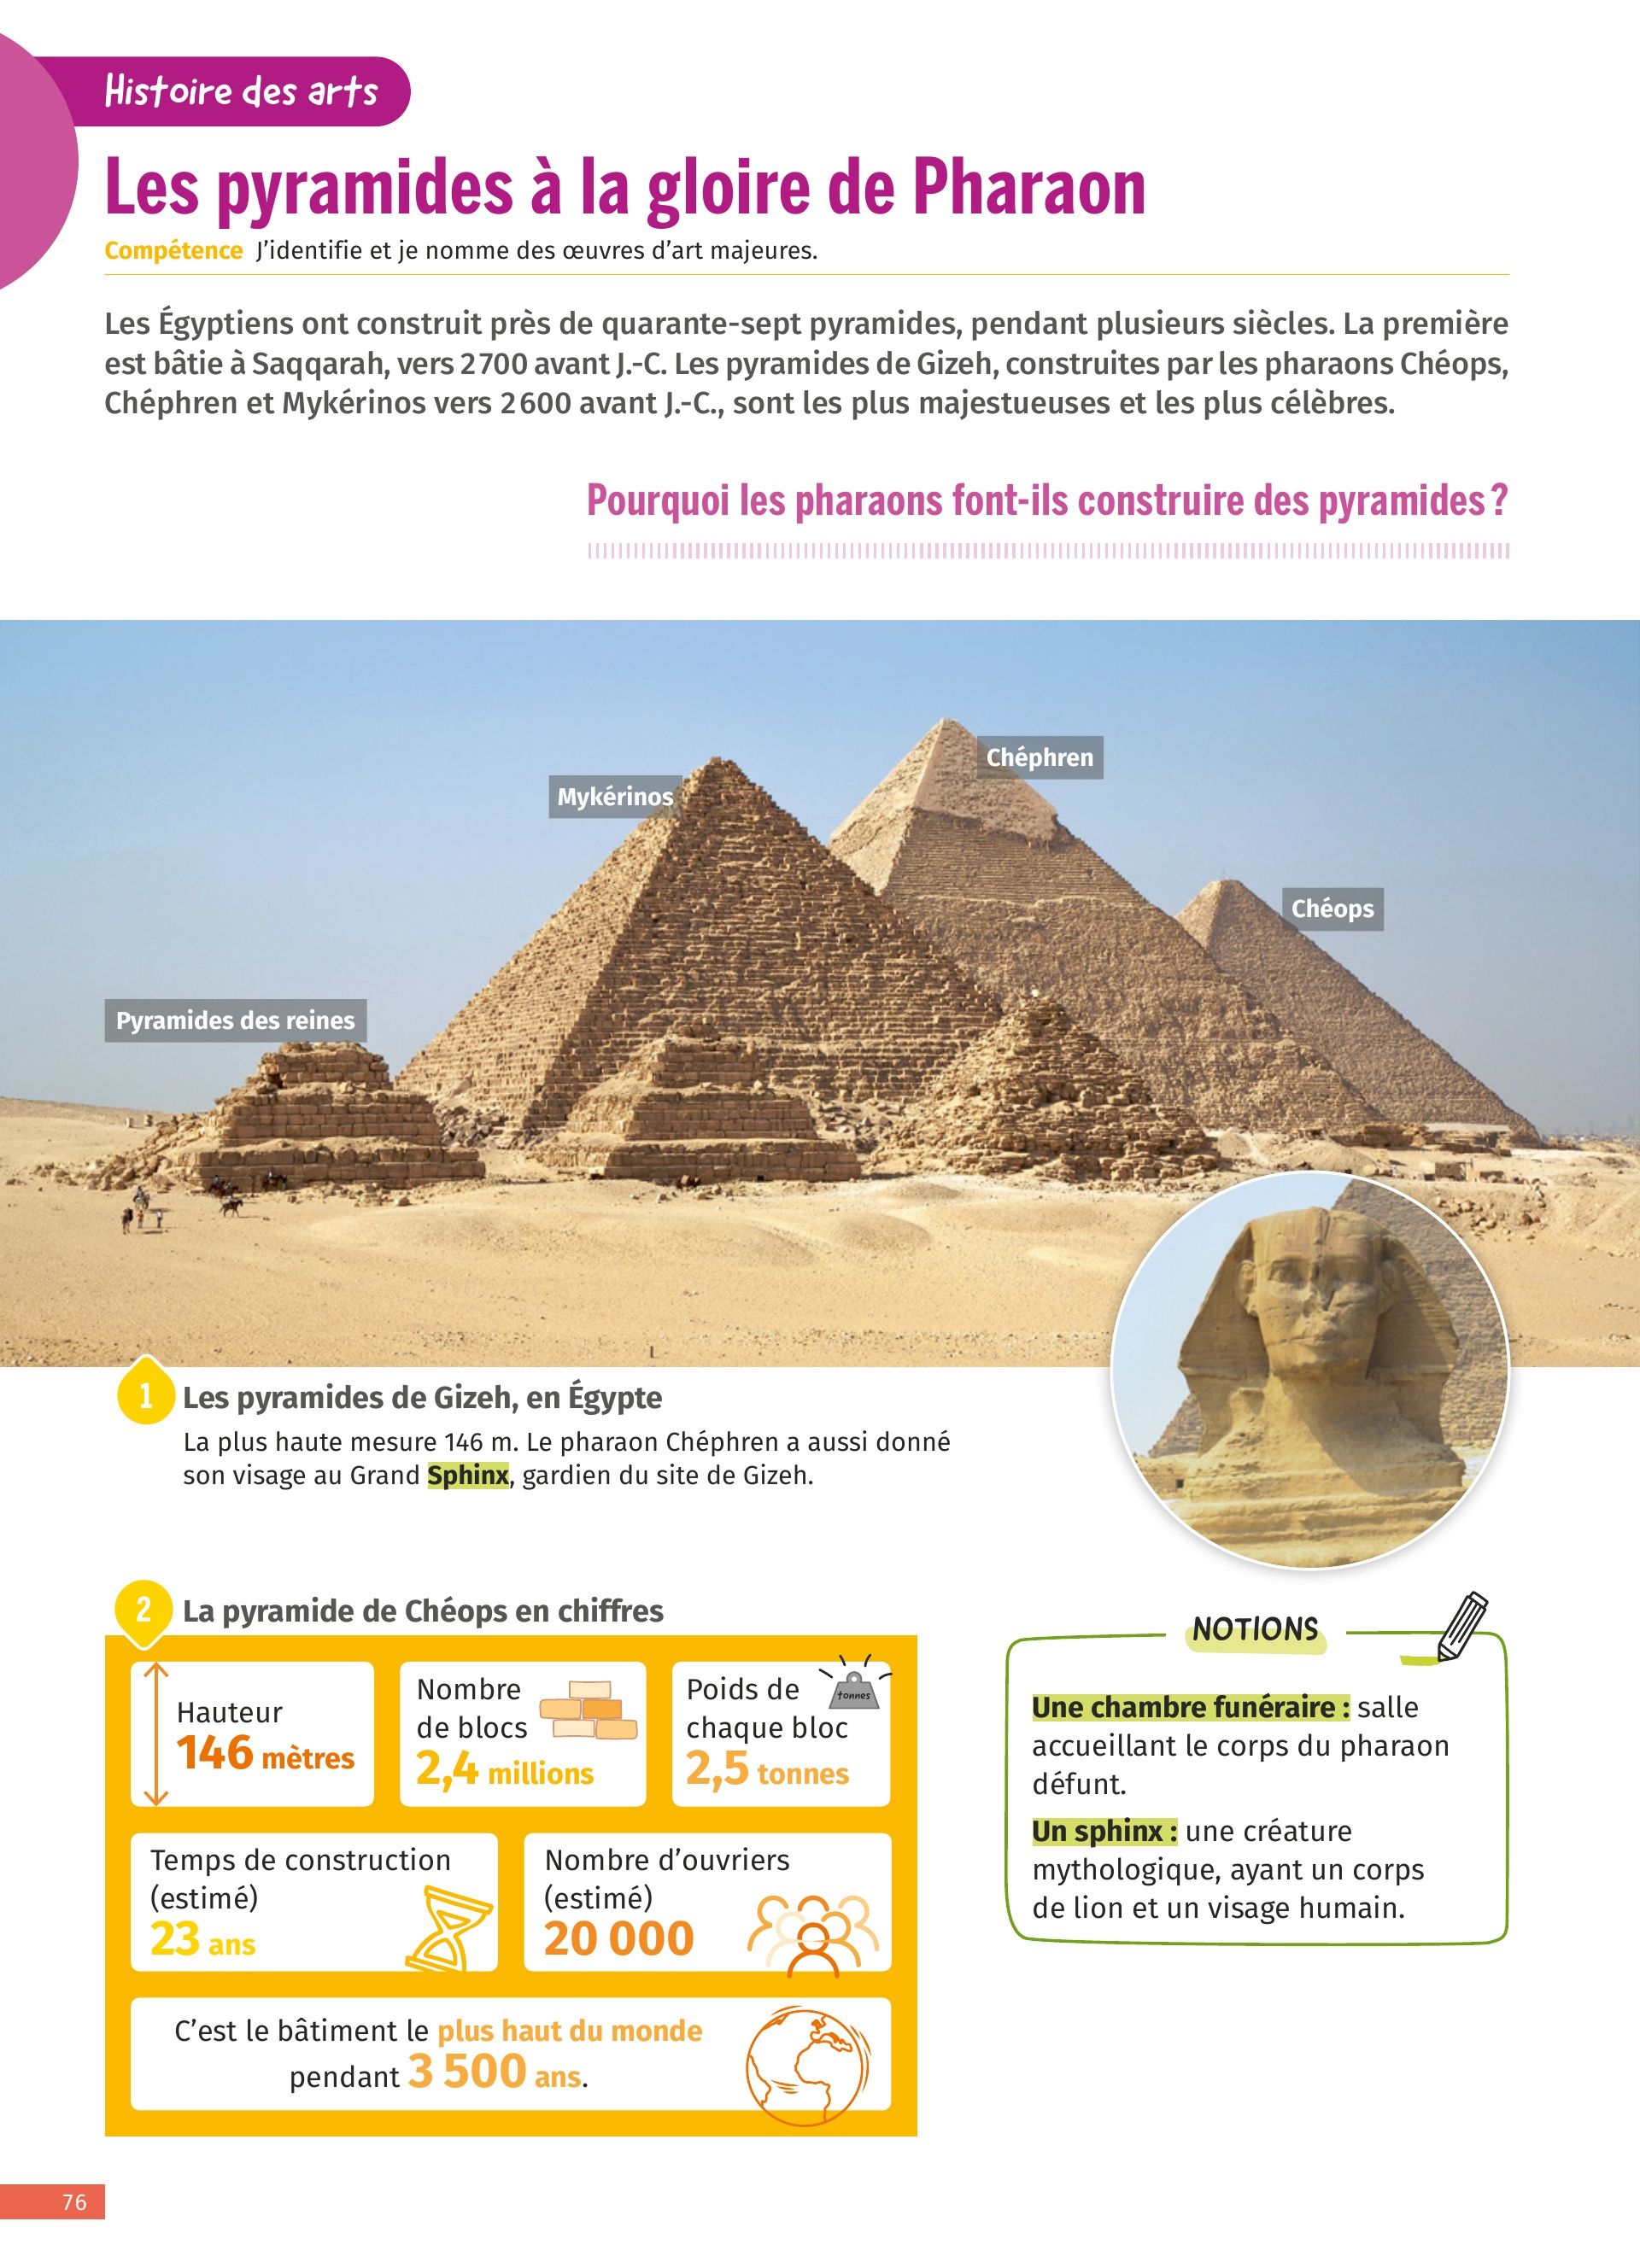 Histoire des arts
Les pyramides à la gloire de Pharaon
Compétence J'identifie et je nomme des œuvres d'art majeures.
Les Égyptiens ont construit près de quarante-sept pyramides, pendant plusieurs siècles. La première
est bâtie à Saqqarah, vers 2 700 avant J.-C. Les pyramides de Gizeh, construites par les pharaons Chéops,
Chéphren et Mykérinos vers 2 600 avant J.-C., sont les plus majestueuses et les plus célèbres.
Pourquoi les pharaons font-ils construire des pyramides ?
Chéphren
Mykérinos
Chéops
Pyramides des reines
1 Les pyramides de Gizeh, en Égypte
La plus haute mesure 146 m. Le pharaon Chéphren a aussi donné
son visage au Grand Sphinx, gardien du site de Gizeh.
2 La pyramide de Chéops en chiffres
Hauteur
146 mètres
Nombre
de blocs
2,4 millions
Poids de
chaque bloc
2,5 tonnes
tonnes
Temps de construction
(estimé)
23 ans
Nombre d'ouvriers
(estimé)
20 000
C'est le bâtiment le plus haut du monde
pendant 3 500 ans.
NOTIONS
Une chambre funéraire : salle
accueillant le corps du pharaon
défunt.
Un sphinx : une créature
mythologique, ayant un corps
de lion et un visage humain.
76